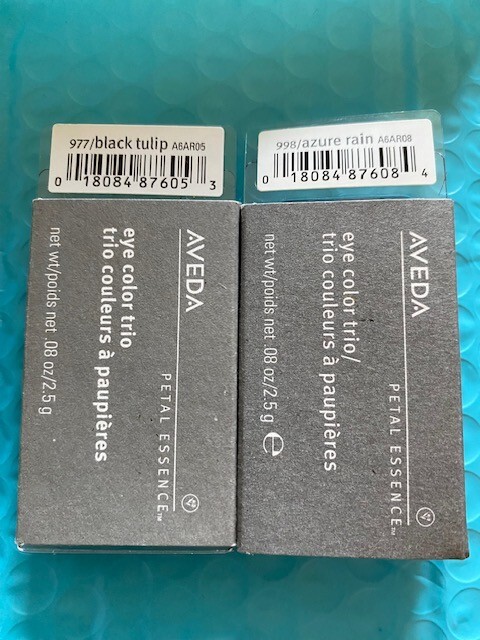 977/black tulip A6AR05
0 18084 87605 3
AVEDA
PETAL ESSENCE™
eye color trio
trio couleurs à paupières
net wt/poids net .08 oz/2.5 g
998/azure rain A6AR08
0 18084 87608 4
AVEDA
PETAL ESSENCE™
eye color trio/
trio couleurs à paupières
net wt/poids net .08 oz/2.5 g ℮